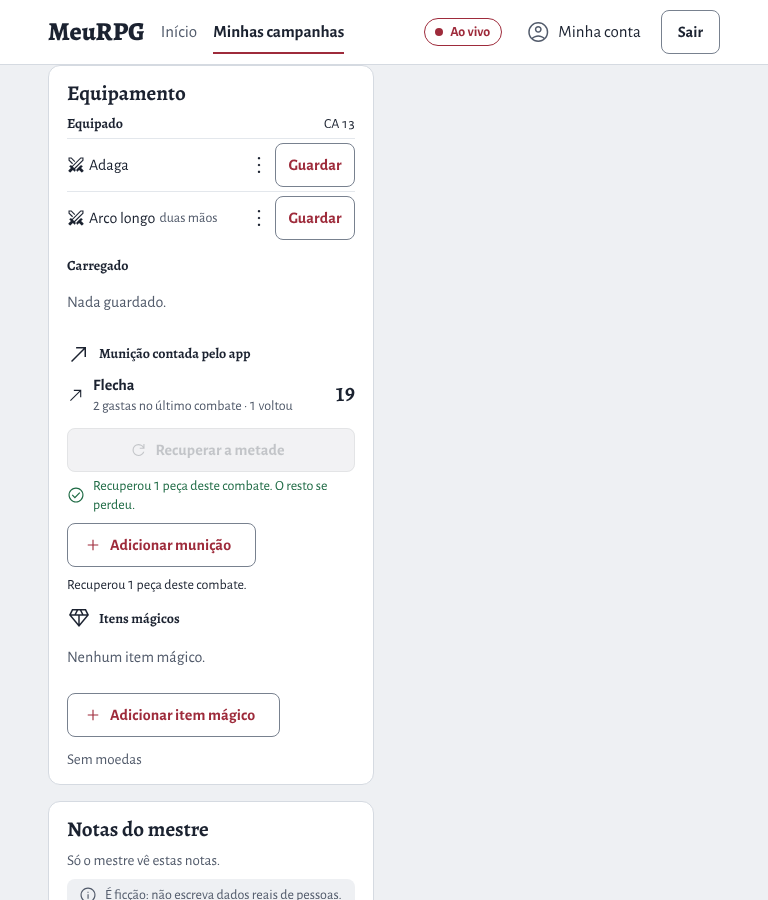 MeuRPG Início Minhas campanhas Ao vivo Minha conta Sair
Equipamento
Equipado CA 13
Adaga Guardar
Arco longo duas mãos Guardar
Carregado
Nada guardado.
Munição contada pelo app
Flecha
2 gastas no último combate · 1 voltou
19
Recuperar a metade
Recuperou 1 peça deste combate. O resto se
perdeu.
Adicionar munição
Recuperou 1 peça deste combate.
Itens mágicos
Nenhum item mágico.
Adicionar item mágico
Sem moedas
Notas do mestre
Só o mestre vê estas notas.
É ficção: não escreva dados reais de pessoas.